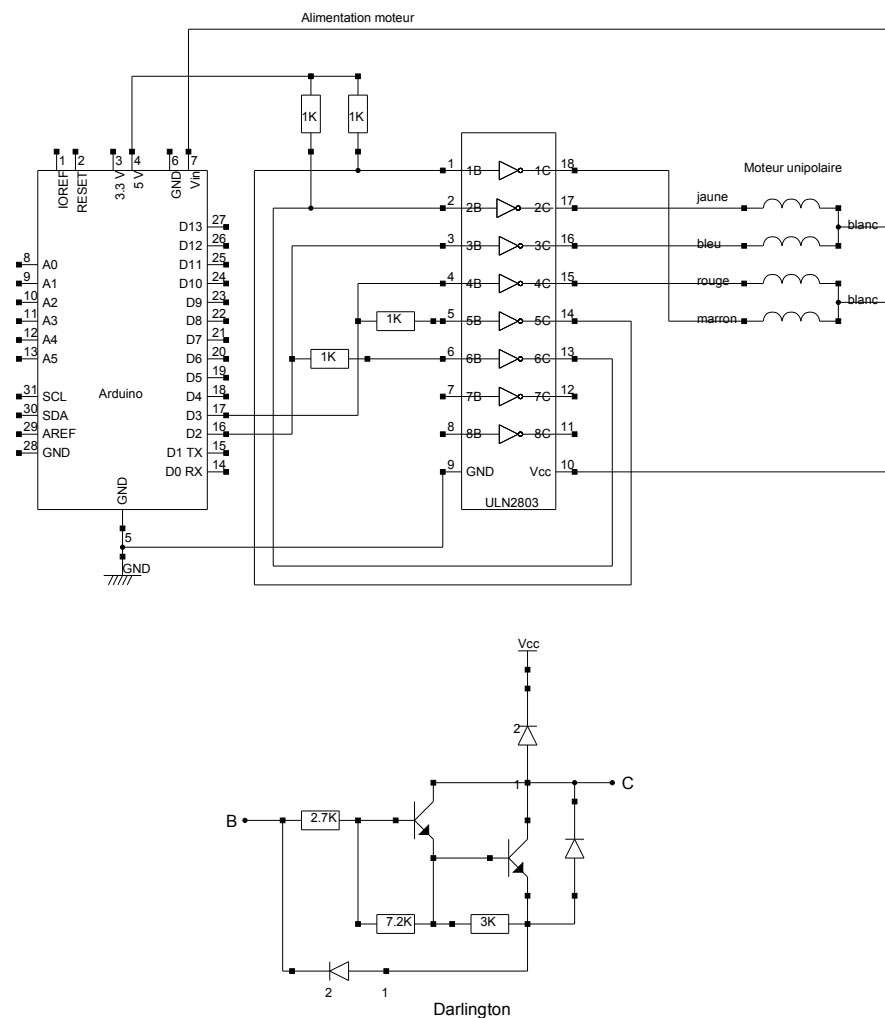 Alimentation moteur
1K
1K
1
IOREF
2
RESET
3
3.3 V
4
5 V
6
GND
7
Vin
D13 27
D12 26
D11 25
D10 24
D9 23
D8 22
D7 21
D6 20
D5 19
D4 18
D3 17
D2 16
D1 TX 15
D0 RX 14
8 A0
9 A1
10 A2
11 A3
12 A4
13 A5
31 SCL
30 SDA
29 AREF
28 GND
Arduino
GND
5
GND
1K
1K
1 1B 1C 18
2 2B 2C 17
3 3B 3C 16
4 4B 4C 15
5 5B 5C 14
6 6B 6C 13
7 7B 7C 12
8 8B 8C 11
9 GND Vcc 10
ULN2803
Moteur unipolaire
jaune
blanc
bleu
rouge
blanc
marron
Vcc
2
1
C
B
2.7K
7.2K
3K
2 1
Darlington